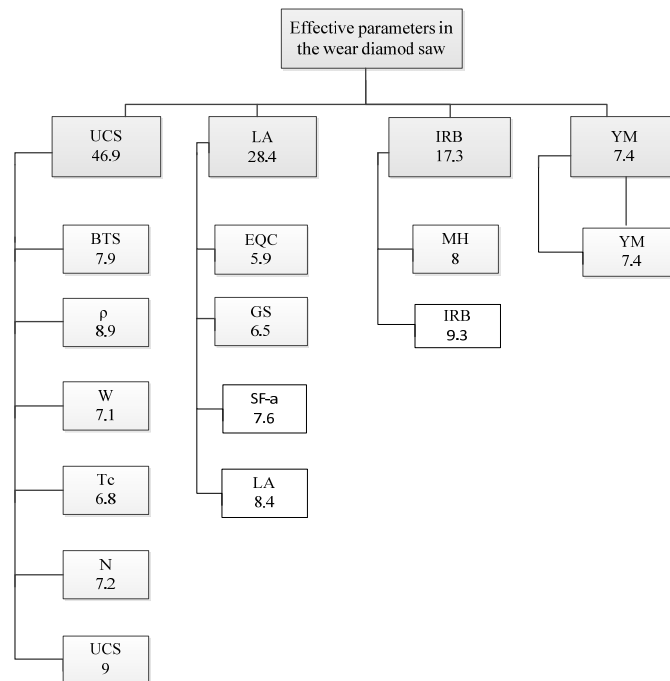 Effective parameters in
the wear diamod saw
UCS
46.9
LA
28.4
IRB
17.3
YM
7.4
BTS
7.9
ρ
8.9
W
7.1
Tc
6.8
N
7.2
UCS
9
EQC
5.9
GS
6.5
SF-a
7.6
LA
8.4
MH
8
IRB
9.3
YM
7.4